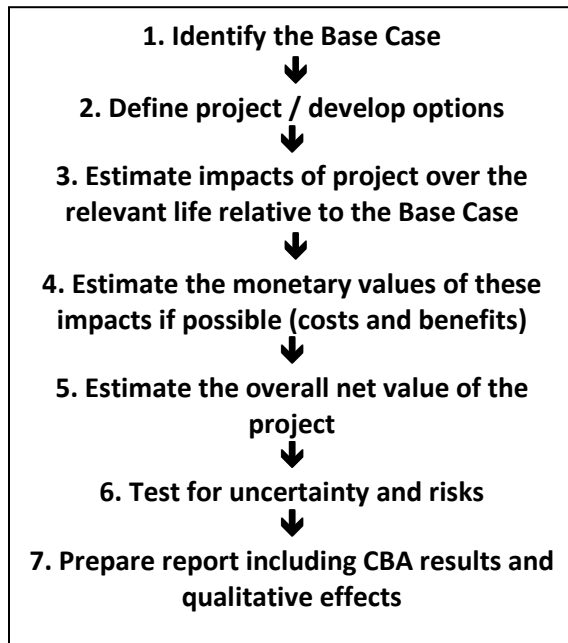 1. Identify the Base Case
2. Define project / develop options
3. Estimate impacts of project over the
relevant life relative to the Base Case
4. Estimate the monetary values of these
impacts if possible (costs and benefits)
5. Estimate the overall net value of the
project
6. Test for uncertainty and risks
7. Prepare report including CBA results and
qualitative effects